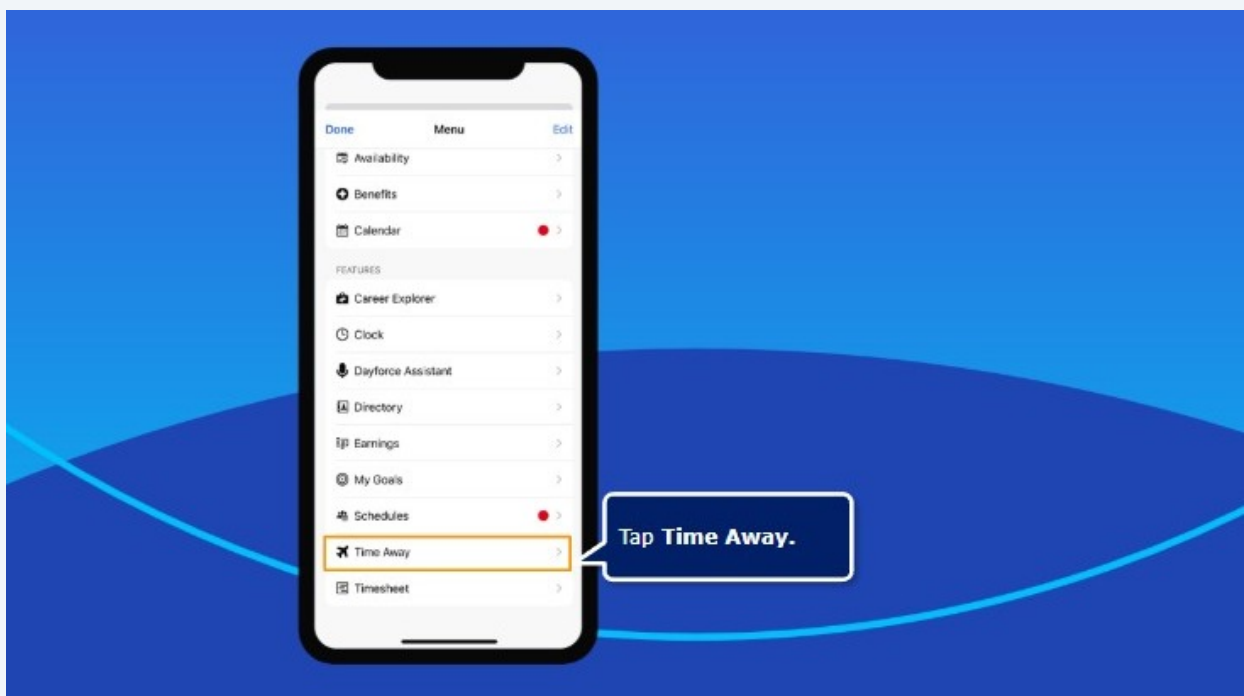 Done Menu Edit
Availability
Benefits
Calendar
FEATURES
Career Explorer
Clock
Dayforce Assistant
Directory
Earnings
My Goals
Schedules
Time Away
Tap Time Away.
Timesheet